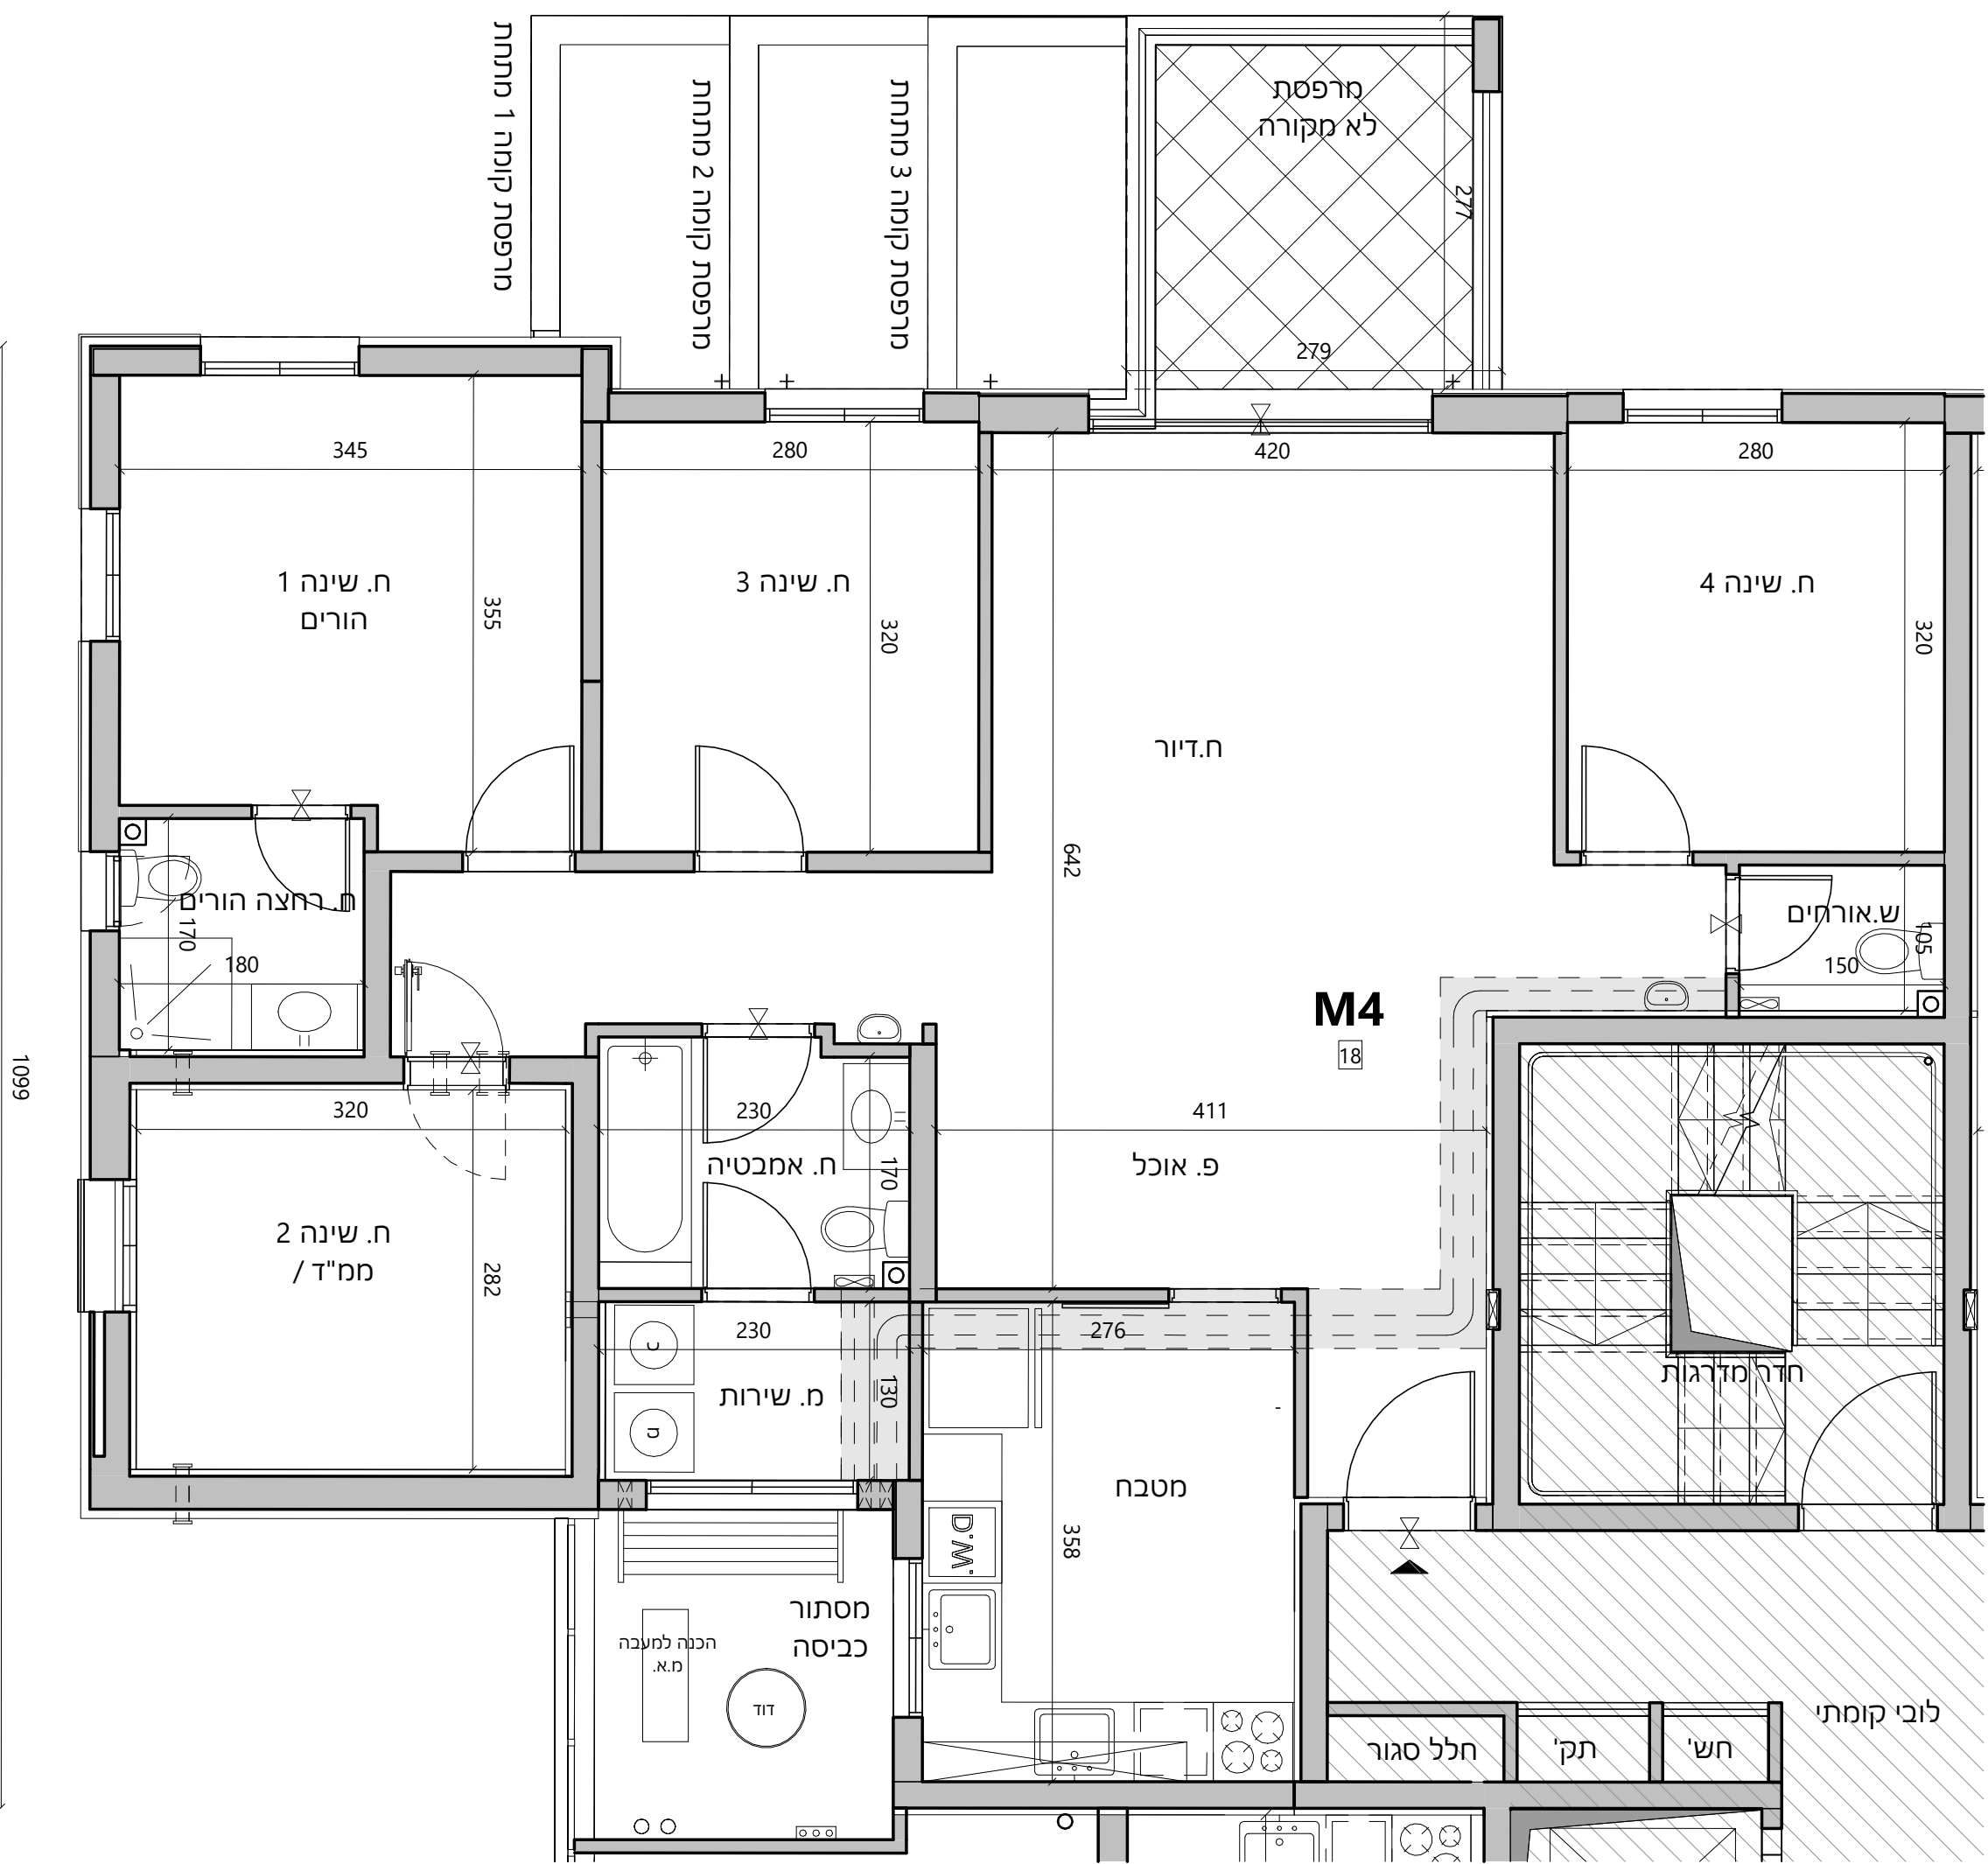 מרפסת קומה 1 מתחת
מרפסת קומה 2 מתחת
מרפסת קומה 3 מתחת
מרפסת
לא מקורה
277
279
345
280
420
280
ח. שינה 1
הורים
355
ח. שינה 3
320
ח.דיור
642
ח. שינה 4
320
ח. רחצה הורים
170
180
ש.אורחים
105
150
M4
18
1099
320
ח. שינה 2
ממ"ד /
282
230
ח. אמבטיה
170
411
פ. אוכל
230
כ
מ
מ. שירות
130
276
מטבח
358
D.W.
חדר מדרגות
מסתור
כביסה
הכנה למעבה
מ.א.
דוד
חלל סגור
תק'
חש'
לובי קומתי